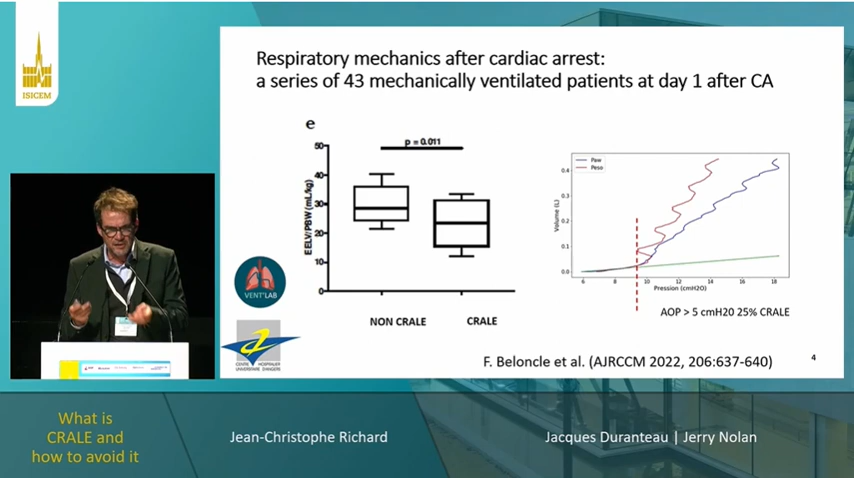 ISICEM
Respiratory mechanics after cardiac arrest:
a series of 43 mechanically ventilated patients at day 1 after CA
e
p = 0.011
EELV/PBW (mL/kg)
50
40
30
20
10
0
NON CRALE
CRALE
Paw
Peso
Volume (L)
0.4
0.3
0.2
0.1
0.0
6
8
10
12
14
16
18
Pression (cmH2O)
AOP > 5 cmH20 25% CRALE
VENT'LAB
CENTRE HOSPITALIER
UNIVERSITAIRE D'ANGERS
F. Beloncle et al. (AJRCCM 2022, 206:637-640)
4
What is
CRALE and
how to avoid it
Jean-Christophe Richard
Jacques Duranteau | Jerry Nolan